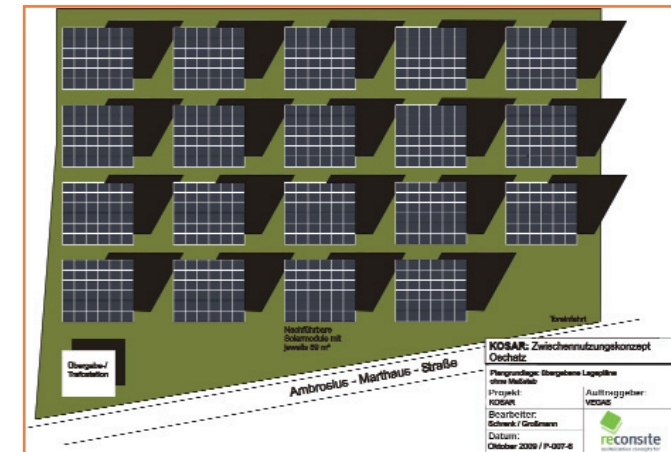 Nachführbare
Solarmodule mit
jeweils 59 m²
Toreinfahrt
Übergabe-/
Trafostation
Ambrosius - Marthaus - Straße
KOSAR: Zwischennutzungskonzept
Oschatz
Plangrundlage: übergebene Lagepläne
ohne Maßstab
Projekt:
KOSAR
Auftraggeber:
VEGAS
Bearbeiter:
Schrenk / Großmann
Datum:
Oktober 2009 / P-007-6
reconsite